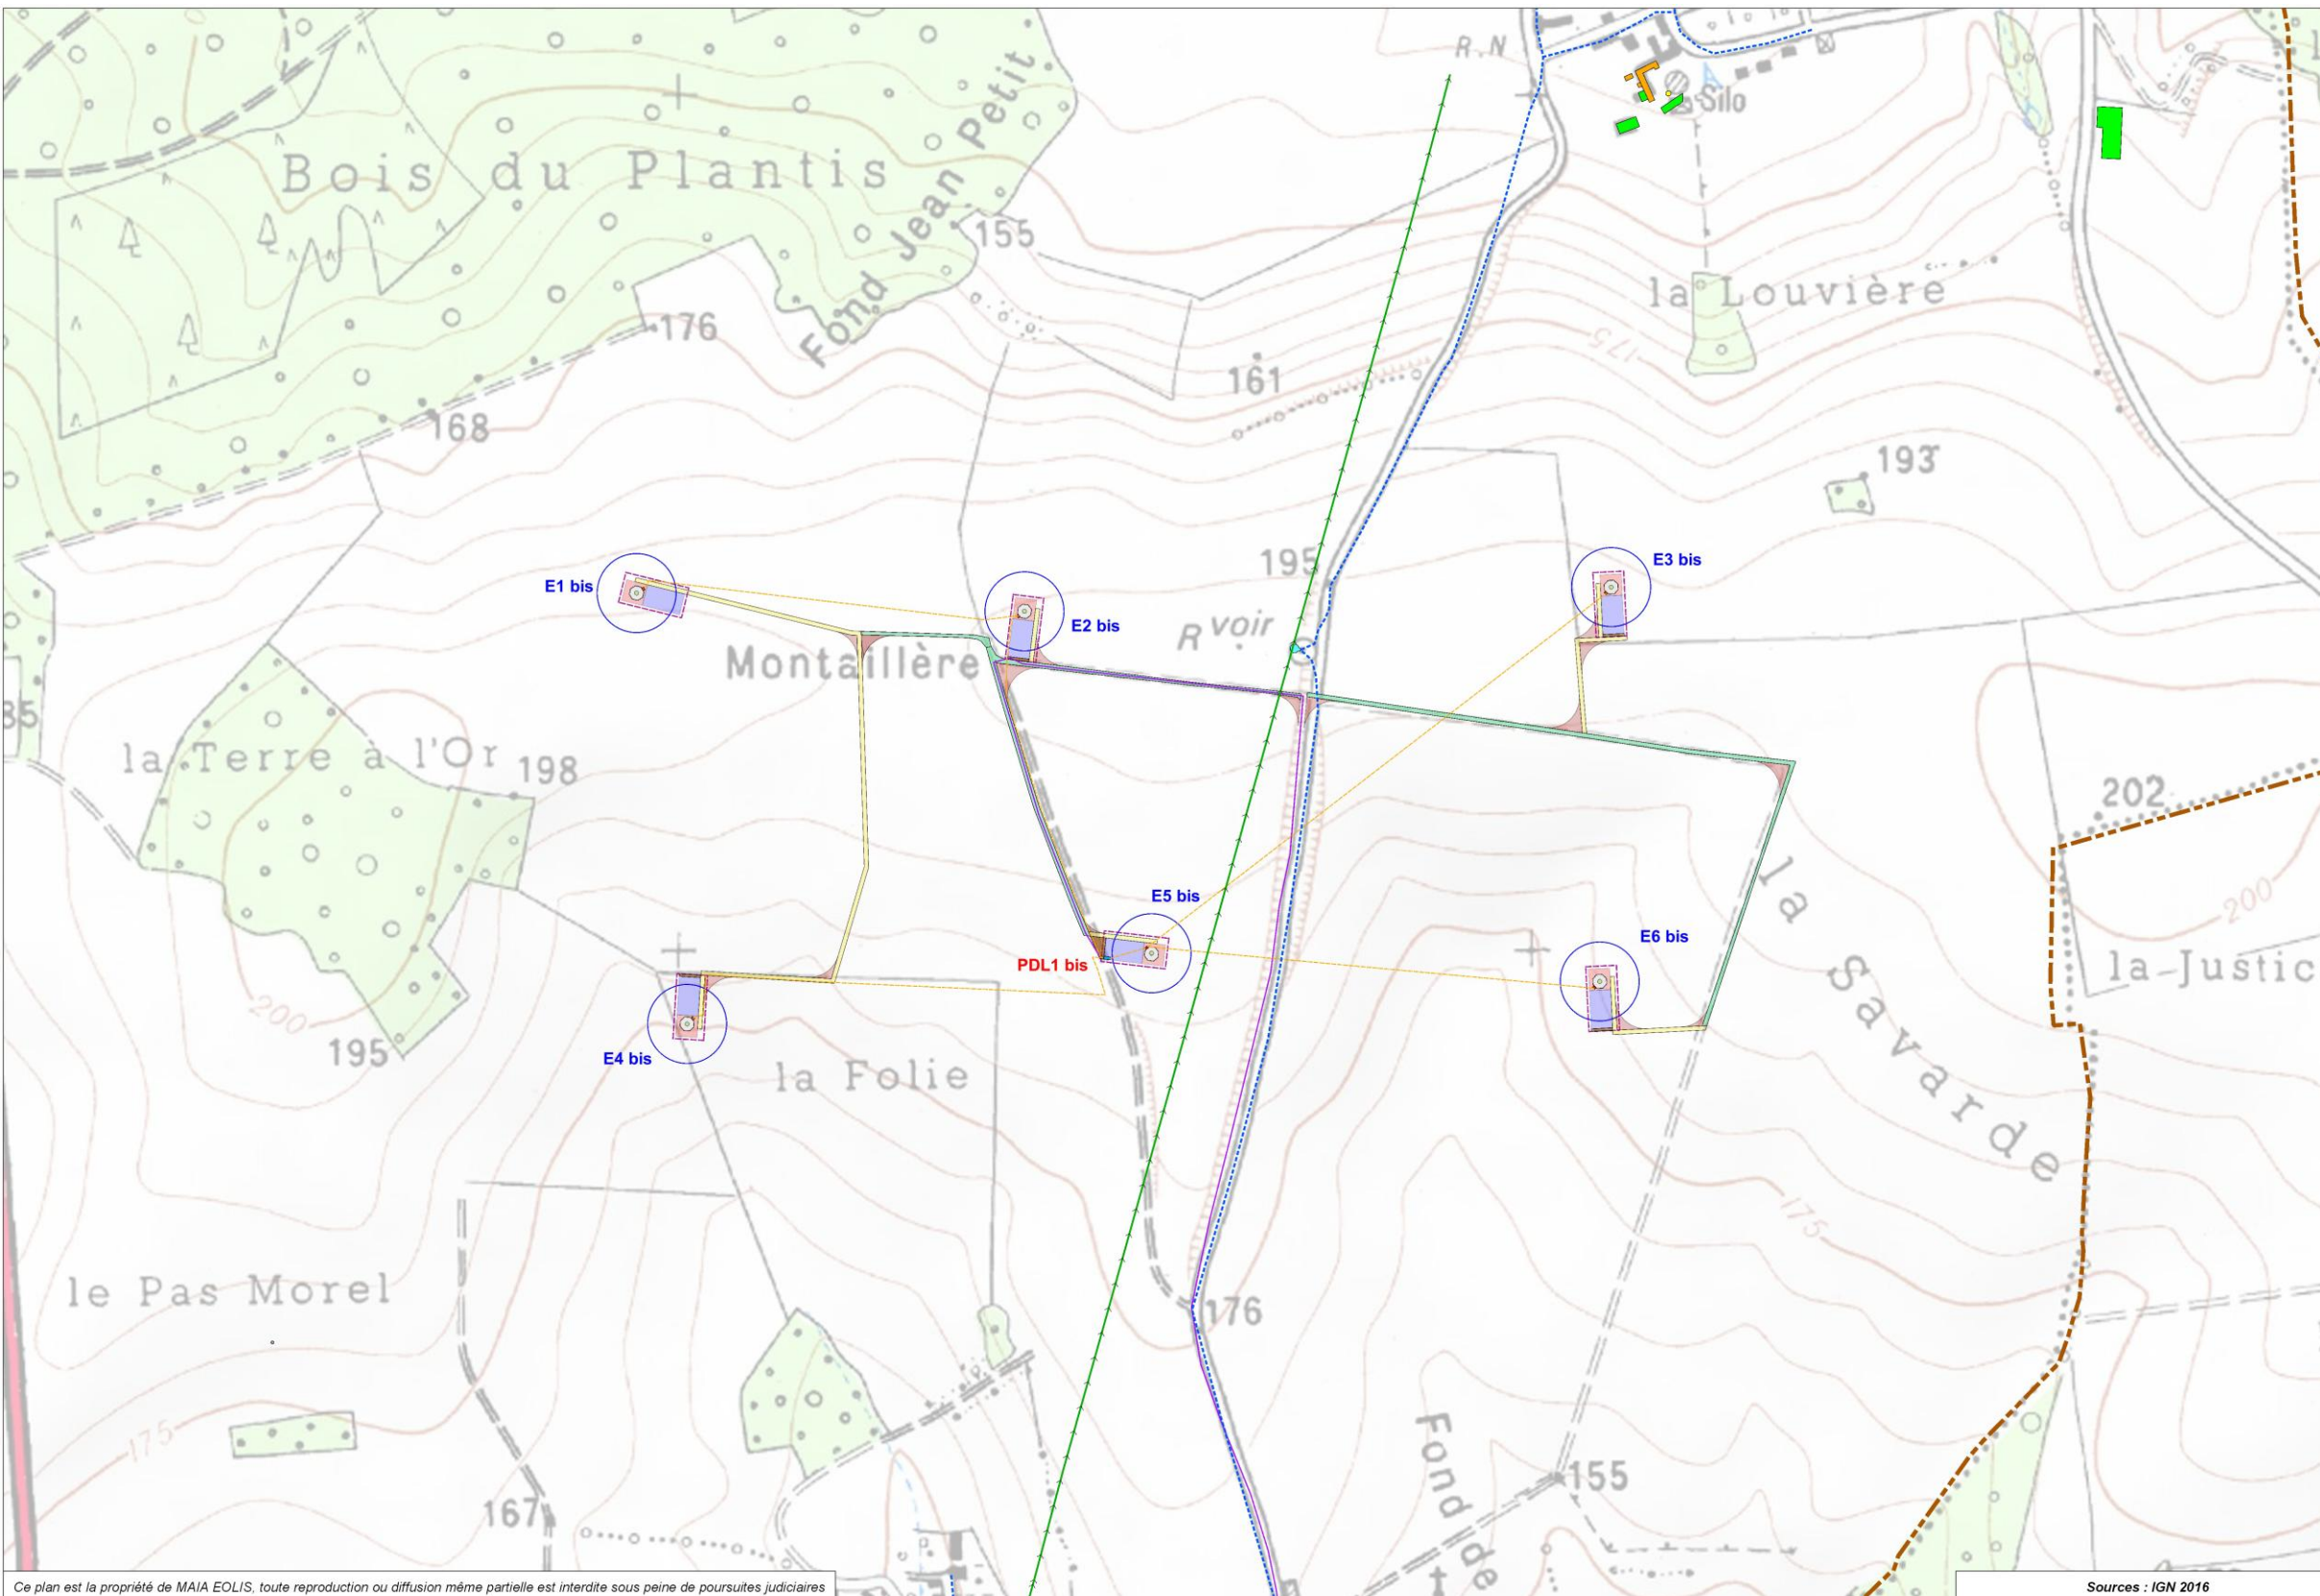 R.N
Silo
Bois du Plantis
Fond Jean Petit
155
la Louvière
176
175
161
168
193
195
E3 bis
E1 bis
E2 bis
R voir
Montaillère
85
la Terre à l'Or
198
202
la Savarde
E5 bis
200
E6 bis
PDL1 bis
la-Justic
200
195
E4 bis
la Folie
175
le Pas Morel
176
175
Fond de
155
167
Ce plan est la propriété de MAIA EOLIS, toute reproduction ou diffusion même partielle est interdite sous peine de poursuites judiciaires
Sources : IGN 2016